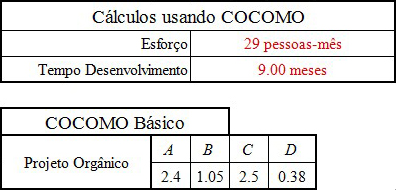 Cálculos usando COCOMO
Esforço 29 pessoas-mês
Tempo Desenvolvimento 9.00 meses
COCOMO Básico
Projeto Orgânico A B C D
2.4 1.05 2.5 0.38